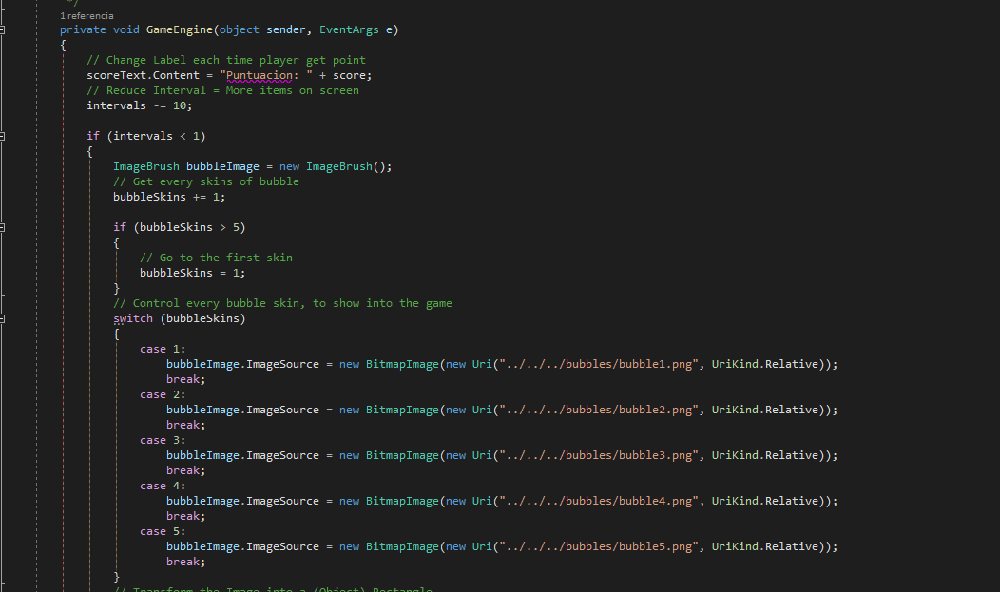 */
1 referencia
private void GameEngine(object sender, EventArgs e)
{
// Change Label each time player get point
scoreText.Content = "Puntuacion: " + score;
// Reduce Interval = More items on screen
intervals -= 10;
if (intervals < 1)
{
ImageBrush bubbleImage = new ImageBrush();
// Get every skins of bubble
bubbleSkins += 1;
if (bubbleSkins > 5)
{
// Go to the first skin
bubbleSkins = 1;
}
// Control every bubble skin, to show into the game
switch (bubbleSkins)
{
case 1:
bubbleImage.ImageSource = new BitmapImage(new Uri("../../../bubbles/bubble1.png", UriKind.Relative));
break;
case 2:
bubbleImage.ImageSource = new BitmapImage(new Uri("../../../bubbles/bubble2.png", UriKind.Relative));
break;
case 3:
bubbleImage.ImageSource = new BitmapImage(new Uri("../../../bubbles/bubble3.png", UriKind.Relative));
break;
case 4:
bubbleImage.ImageSource = new BitmapImage(new Uri("../../../bubbles/bubble4.png", UriKind.Relative));
break;
case 5:
bubbleImage.ImageSource = new BitmapImage(new Uri("../../../bubbles/bubble5.png", UriKind.Relative));
break;
}
// Transform the Image into a (Object) Rectangle